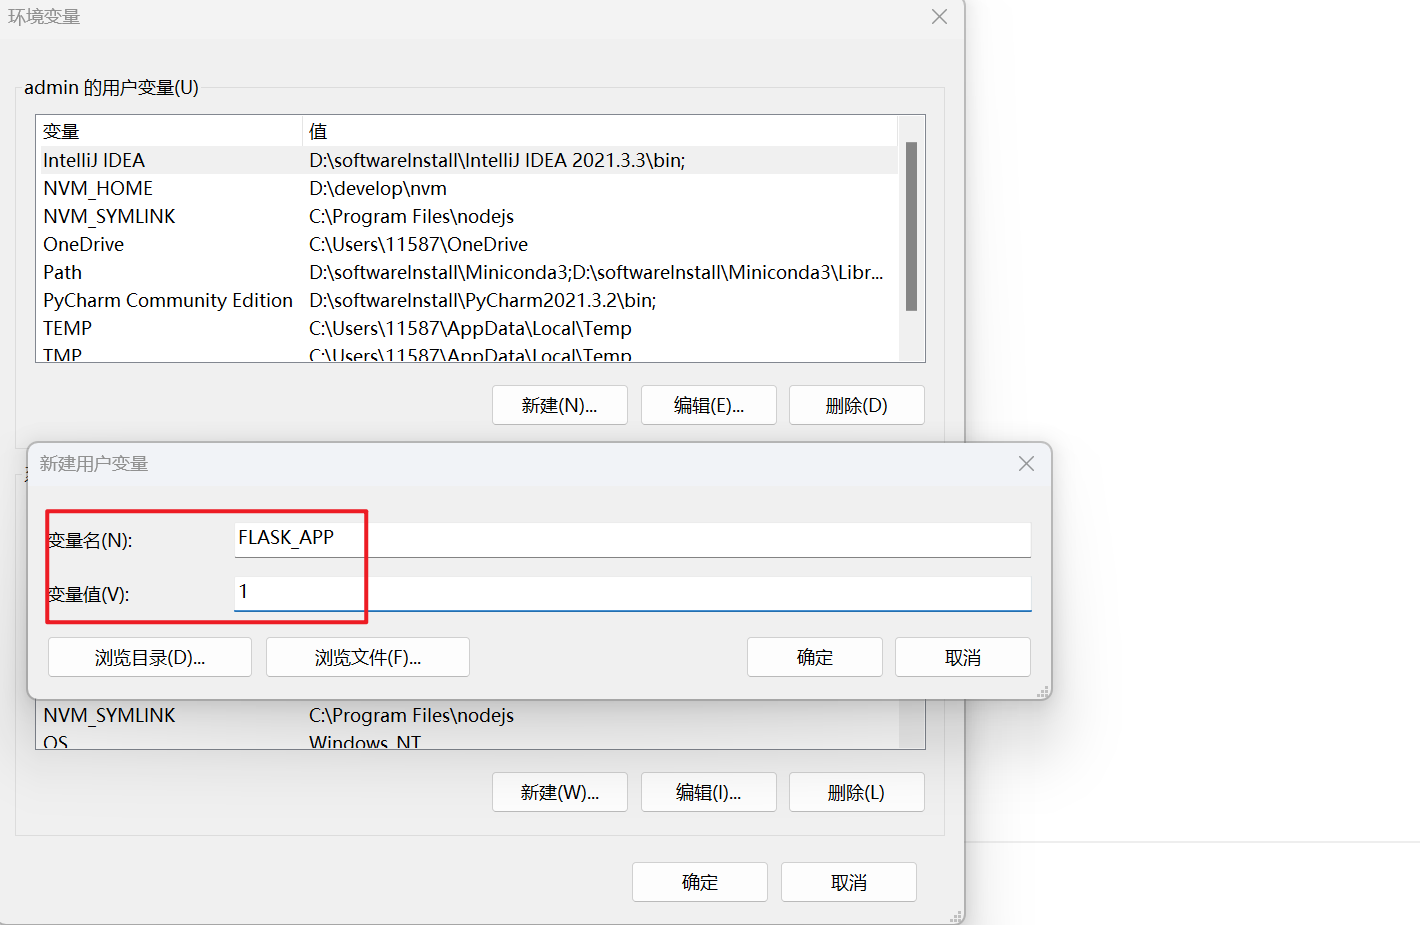 环境变量
admin 的用户变量(U)
变量 值
IntelliJ IDEA D:\softwareInstall\IntelliJ IDEA 2021.3.3\bin;
NVM_HOME D:\develop\nvm
NVM_SYMLINK C:\Program Files\nodejs
OneDrive C:\Users\11587\OneDrive
Path D:\softwareInstall\Miniconda3;D:\softwareInstall\Miniconda3\Libr...
PyCharm Community Edition D:\softwareInstall\PyCharm2021.3.2\bin;
TEMP C:\Users\11587\AppData\Local\Temp
TMP C:\Users\11587\AppData\Local\Temp
新建(N)... 编辑(E)... 删除(D)
新建用户变量
变量名(N): FLASK_APP
变量值(V): 1
浏览目录(D)... 浏览文件(F)... 确定 取消
NVM_SYMLINK C:\Program Files\nodejs
OS Windows_NT
新建(W)... 编辑(I)... 删除(L)
确定 取消